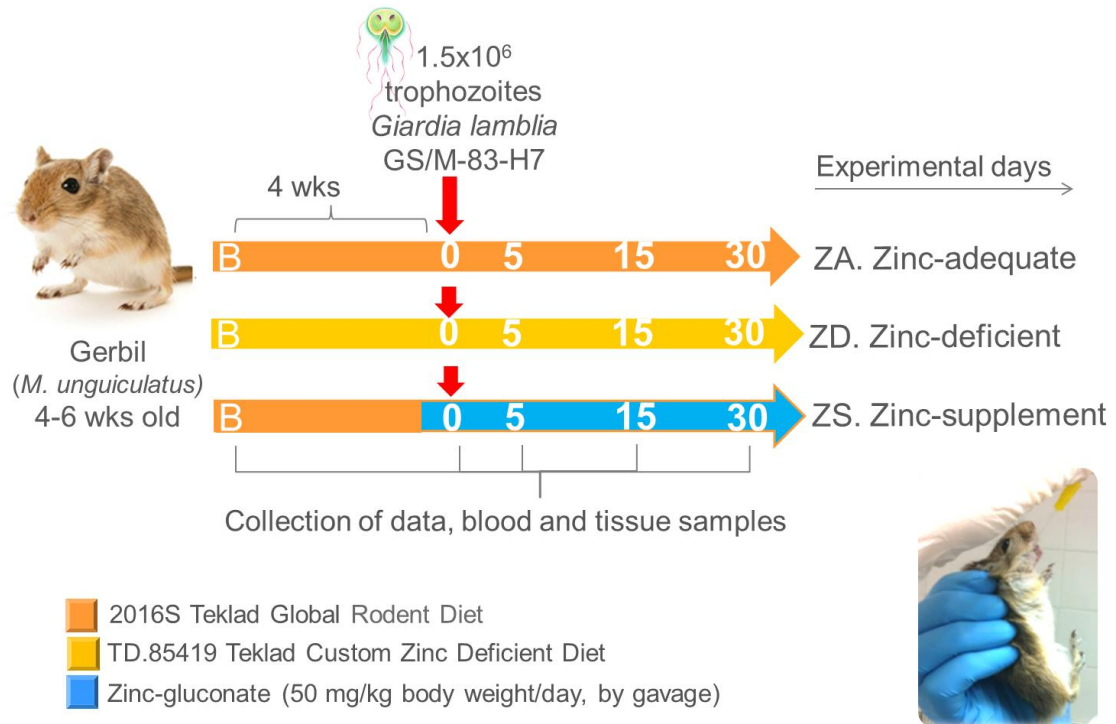 1.5x10⁶
trophozoites
Giardia lamblia
GS/M-83-H7
Experimental days
4 wks
B 0 5 15 30 ZA. Zinc-adequate
B 0 5 15 30 ZD. Zinc-deficient
B 0 5 15 30 ZS. Zinc-supplement
Gerbil
(M. unguiculatus)
4-6 wks old
Collection of data, blood and tissue samples
2016S Teklad Global Rodent Diet
TD.85419 Teklad Custom Zinc Deficient Diet
Zinc-gluconate (50 mg/kg body weight/day, by gavage)